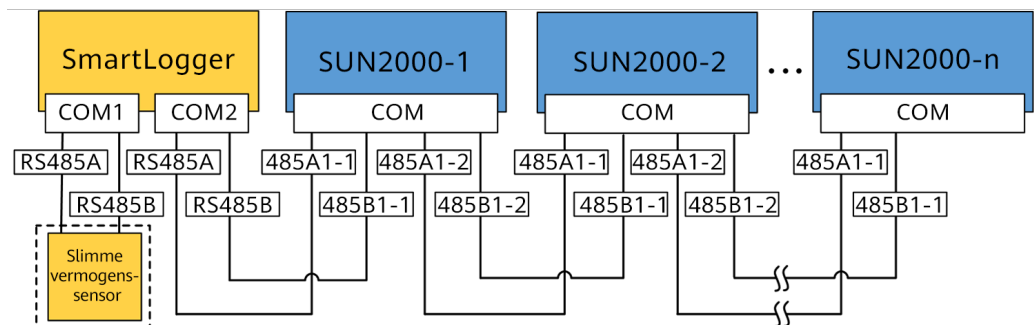 SmartLogger
SUN2000-1
SUN2000-2
...
SUN2000-n
COM1
COM2
COM
COM
COM
RS485A
RS485A
485A1-1
485A1-2
485A1-1
485A1-2
485A1-1
RS485B
RS485B
485B1-1
485B1-2
485B1-1
485B1-2
485B1-1
Slimme
vermogens-
sensor